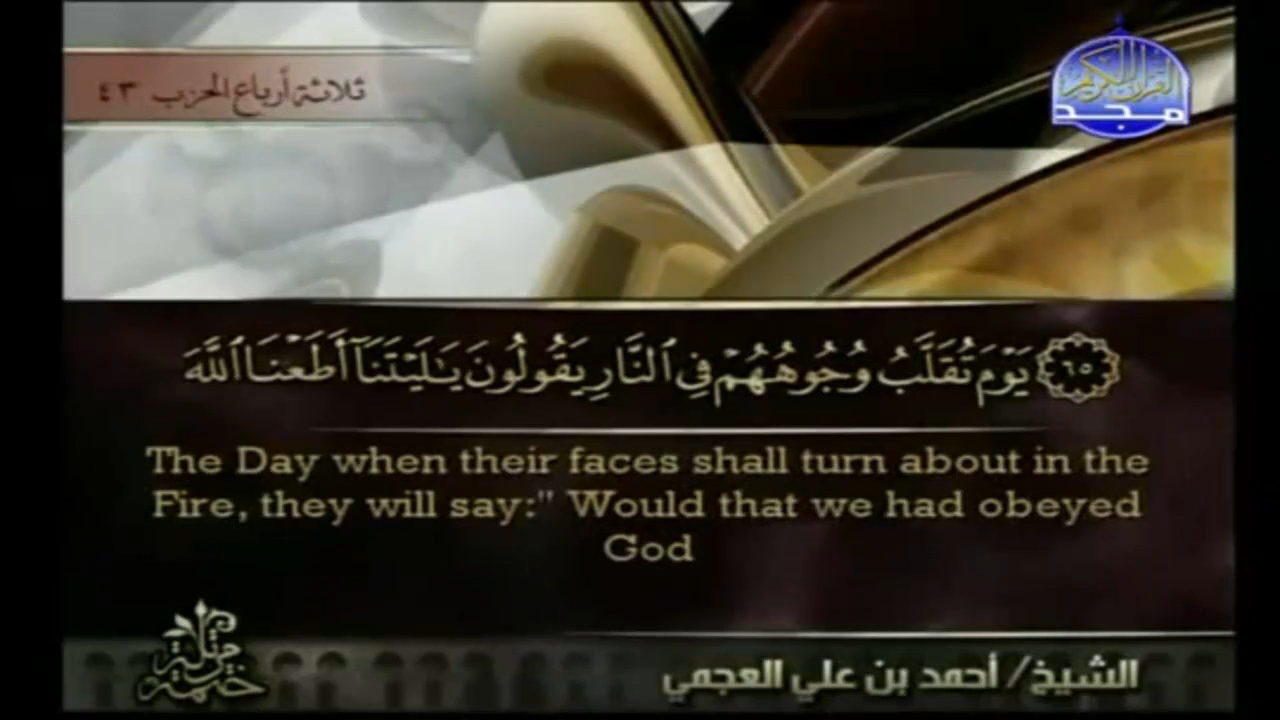 ثلاثة أرباع الحزب ٤٣
القرآن الكريم
مجد
۝٦٥ يَوْمَ تُقَلَّبُ وُجُوهُهُمْ فِي ٱلنَّارِ يَقُولُونَ يَٰلَيْتَنَآ أَطَعْنَا ٱللَّهَ
The Day when their faces shall turn about in the
Fire, they will say:" Would that we had obeyed
God
الشيخ/ أحمد بن علي العجمي